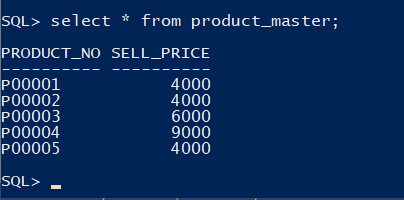 SQL> select * from product_master;
PRODUCT_NO SELL_PRICE
---------- ----------
P00001 4000
P00002 4000
P00003 6000
P00004 9000
P00005 4000
SQL>